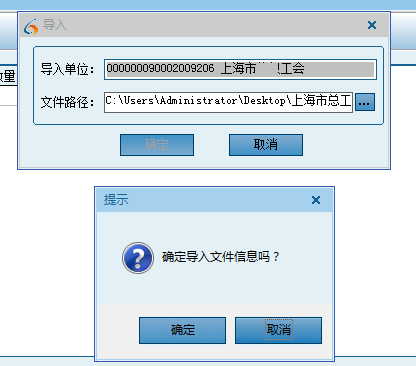 导入
数量
导入单位：
000000090002009206 上海市 工会
文件路径：
C:\Users\Administrator\Desktop\上海市总工
...
确定
取消
提示
确定导入文件信息吗？
确定
取消